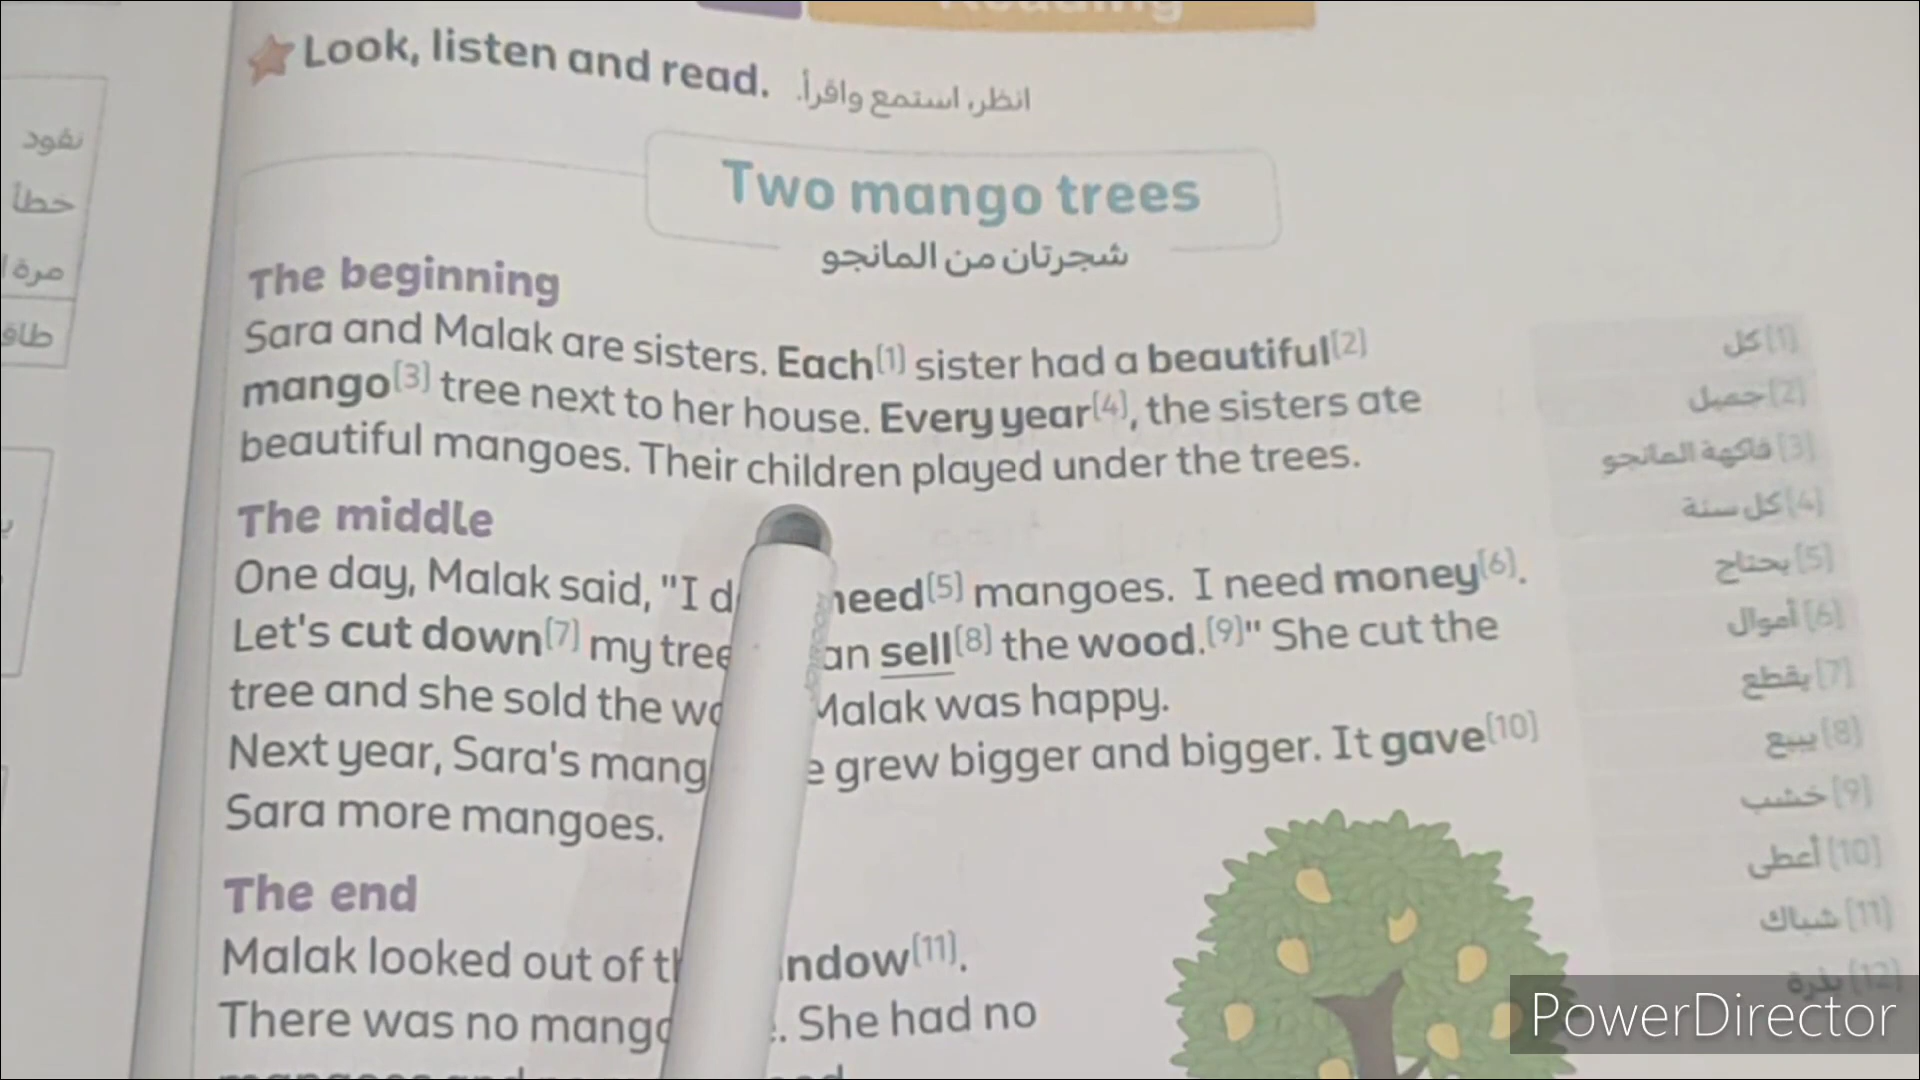 Reading
Look, listen and read. انظر، استمع واقرأ.
Two mango trees
شجرتان من المانجو
The beginning
Sara and Malak are sisters. Each[1] sister had a beautiful[2]
mango[3] tree next to her house. Every year[4], the sisters ate
beautiful mangoes. Their children played under the trees.
The middle
One day, Malak said, "I need[5] mangoes. I need money[6].
Let's cut down[7] my tree sell[8] the wood.[9]" She cut the
tree and she sold the Malak was happy.
Next year, Sara's grew bigger and bigger. It gave[10]
Sara more mangoes.
The end
Malak looked out of [11].
There was no She had no
[1] كل
[2] جميل
[3] فاكهة المانجو
[4] كل سنة
[5] يحتاج
[6] أموال
[7] يقطع
[8] يبيع
[9] خشب
[10] أعطى
[11] شباك
[12] بذرة
نقود
خطأ
مرة
PowerDirector